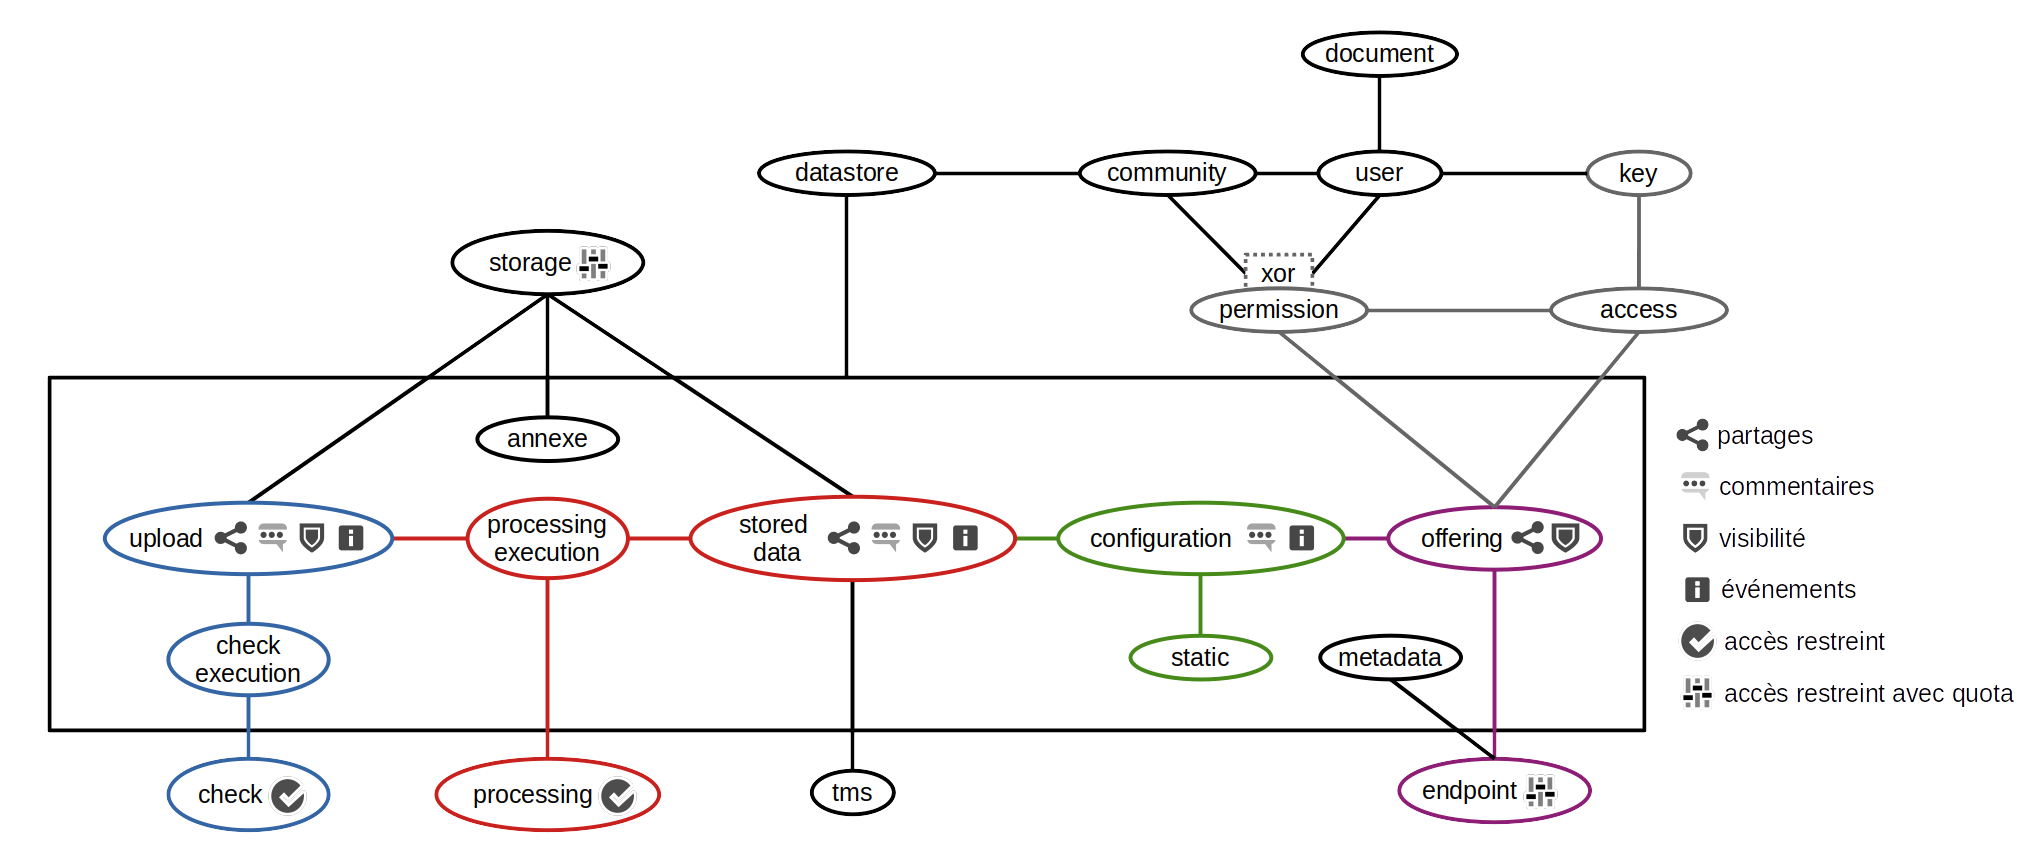 document
datastore
community
user
key
storage
xor
permission
access
annexe
partages
commentaires
upload
processing
execution
stored
data
configuration
offering
visibilité
événements
check
execution
static
metadata
accès restreint
accès restreint avec quota
check
processing
tms
endpoint